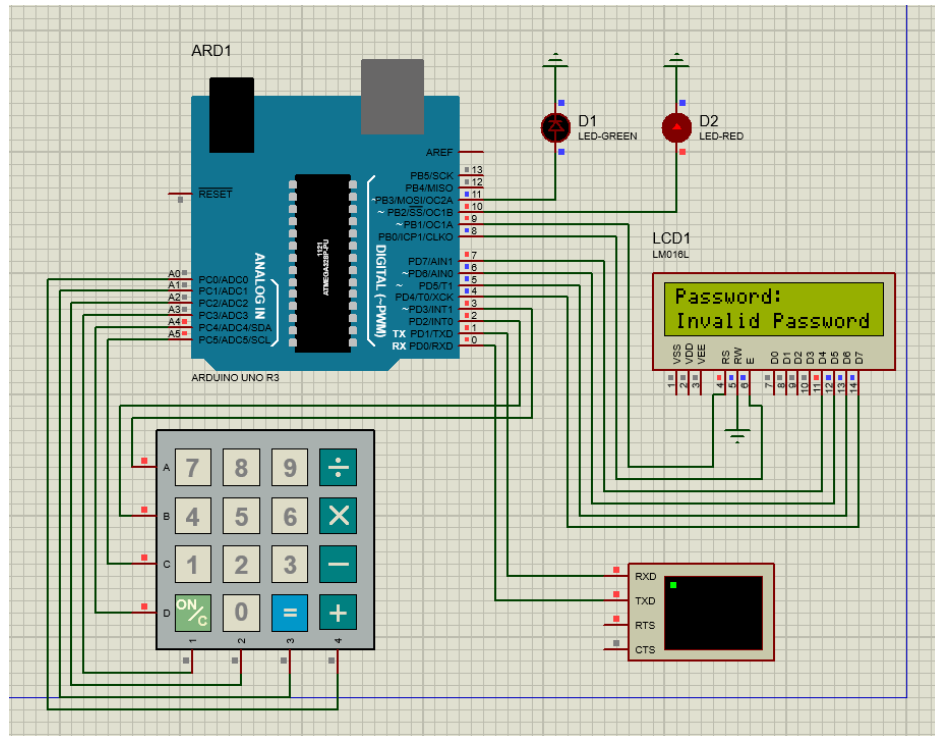 ARD1
AREF
RESET
PB5/SCK 13
PB4/MISO 12
~PB3/MOSI/OC2A 11
~ PB2/SS/OC1B 10
~ PB1/OC1A 9
PB0/ICP1/CLKO 8
PD7/AIN1 7
~PD6/AIN0 6
~ PD5/T1 5
PD4/T0/XCK 4
~PD3/INT1 3
PD2/INT0 2
TX PD1/TXD 1
RX PD0/RXD 0
A0 PC0/ADC0
A1 PC1/ADC1
A2 PC2/ADC2
A3 PC3/ADC3
A4 PC4/ADC4/SDA
A5 PC5/ADC5/SCL
ANALOG IN
1121
ATMEGA328P-PU
DIGITAL (~PWM)
ARDUINO UNO R3
D1
LED-GREEN
D2
LED-RED
LCD1
LM016L
Password:
Invalid Password
VSS VDD VEE RS RW E D0 D1 D2 D3 D4 D5 D6 D7
1 2 3 4 5 6 7 8 9 10 11 12 13 14
A 7 8 9 ÷
B 4 5 6 ×
C 1 2 3 −
D ON/C 0 = +
1 2 3 4
RXD
TXD
RTS
CTS